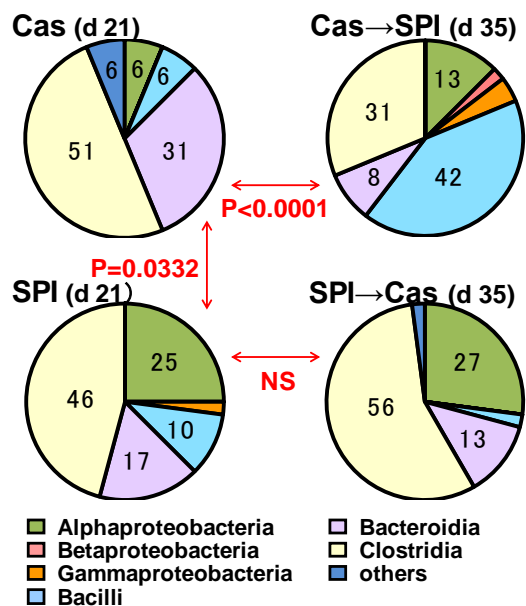 Cas (d 21)
Cas→SPI (d 35)
6
6
6
31
51
13
42
8
31
P<0.0001
P=0.0332
SPI (d 21)
SPI→Cas (d 35)
25
10
17
46
NS
27
13
56
Alphaproteobacteria
Betaproteobacteria
Gammaproteobacteria
Bacilli
Bacteroidia
Clostridia
others